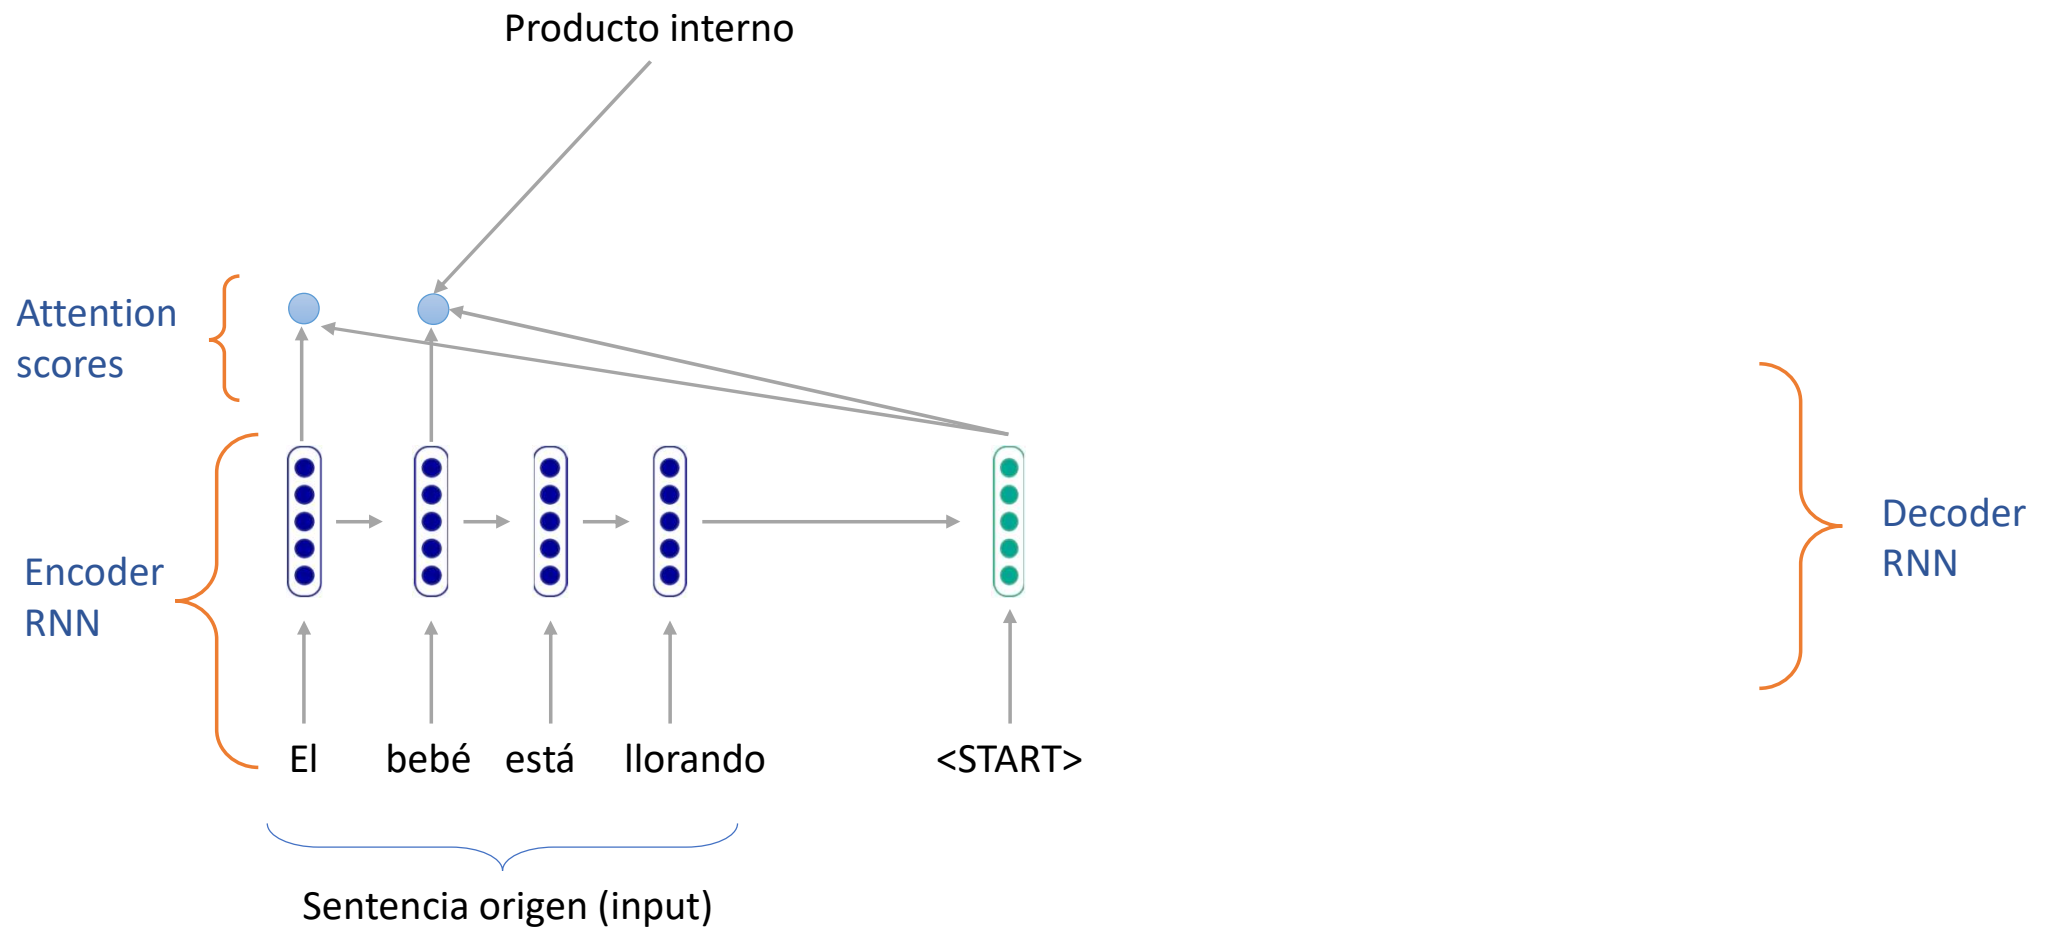 Producto interno
Attention
scores
Encoder
RNN
Decoder
RNN
El bebé está llorando <START>
Sentencia origen (input)